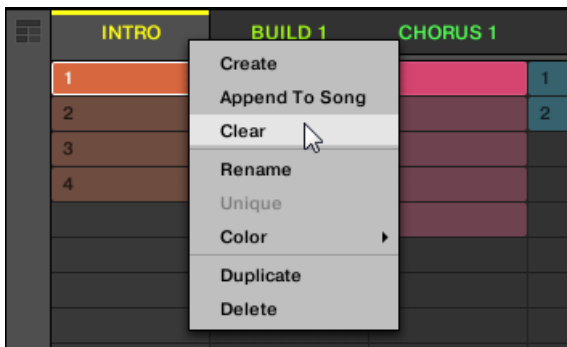 INTRO BUILD 1 CHORUS 1
1 Create 1
2 Append To Song 2
Clear
3
Rename
4
Unique
Color
Duplicate
Delete